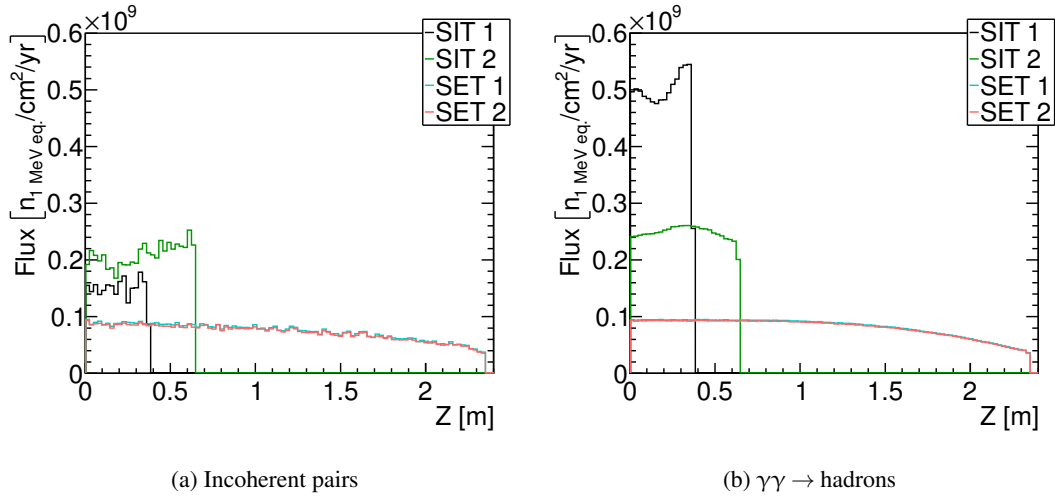 ×10⁹
0.6
0.5
0.4
0.3
0.2
0.1
0
Flux [ n₁ MeV eq./cm²/yr]
SIT 1
SIT 2
SET 1
SET 2
0 0.5 1 1.5 2
Z [m]
(a) Incoherent pairs
×10⁹
0.6
0.5
0.4
0.3
0.2
0.1
0
Flux [ n₁ MeV eq./cm²/yr]
SIT 1
SIT 2
SET 1
SET 2
0 0.5 1 1.5 2
Z [m]
(b) γγ → hadrons